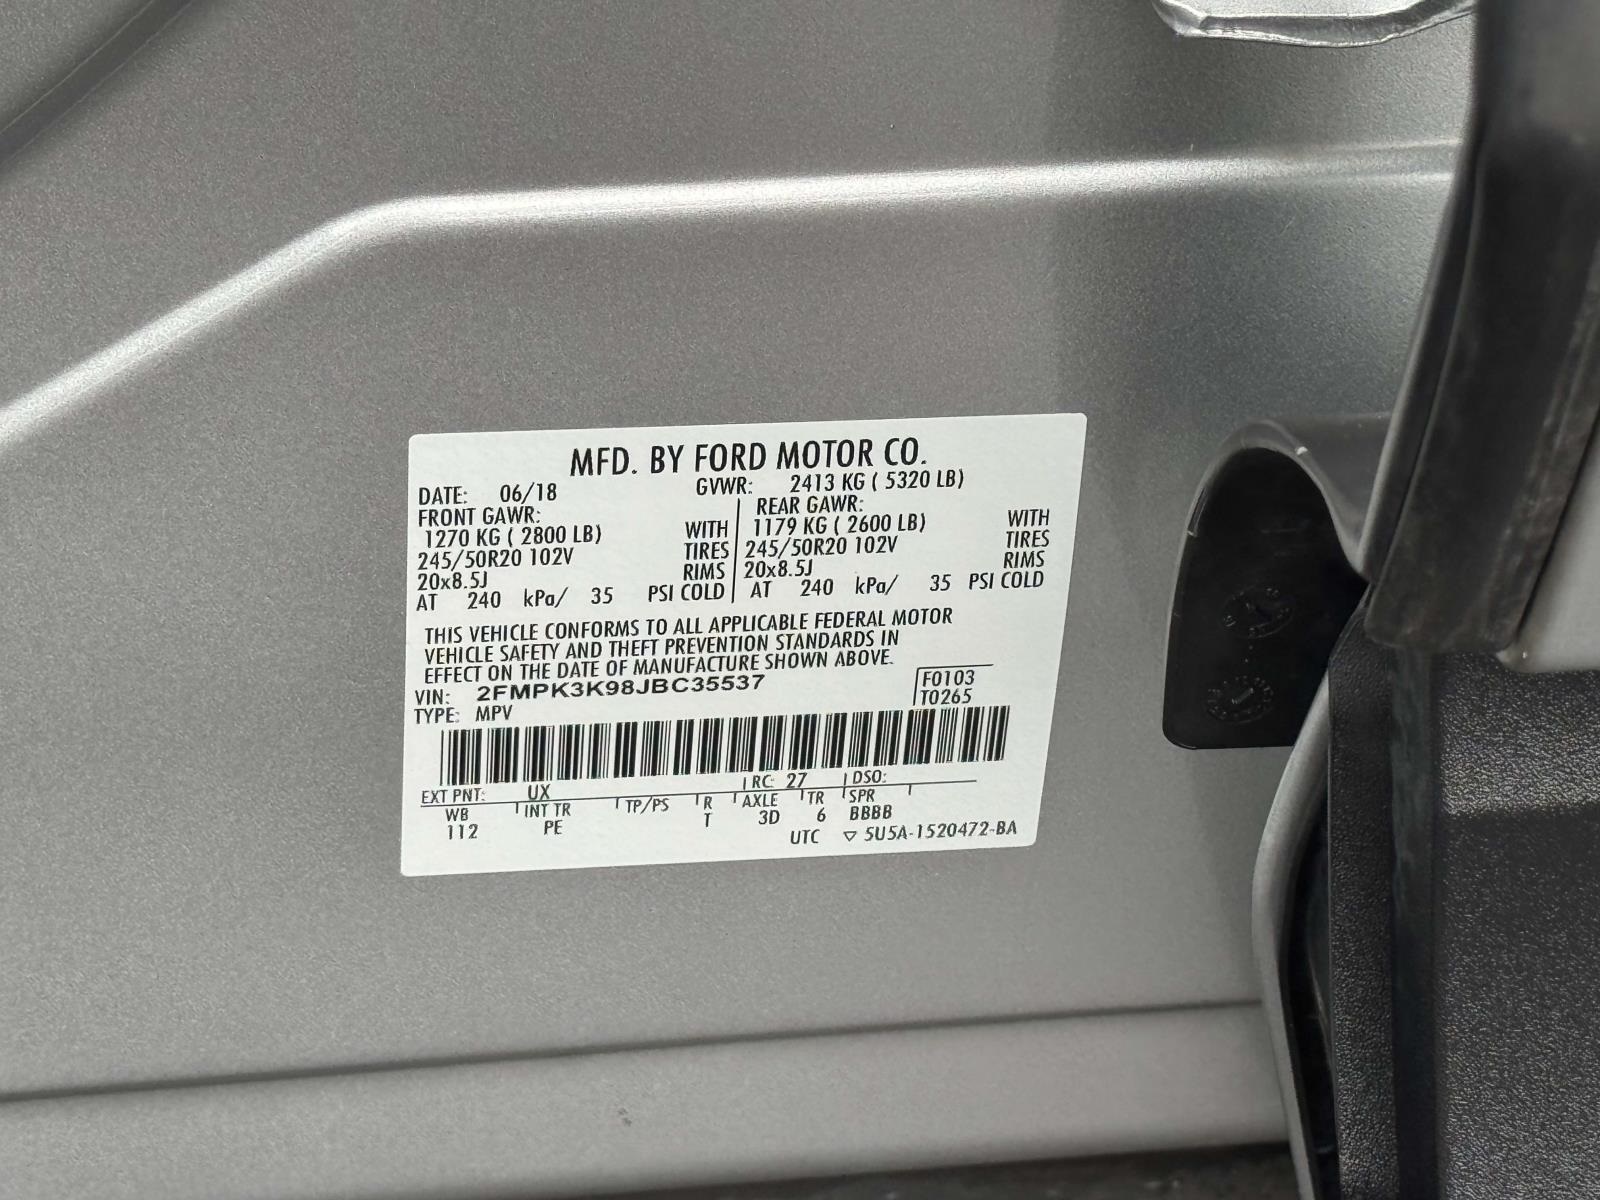 MFD. BY FORD MOTOR CO.
DATE: 06/18 GVWR: 2413 KG ( 5320 LB)
FRONT GAWR: REAR GAWR:
1270 KG ( 2800 LB) WITH 1179 KG ( 2600 LB) WITH
245/50R20 102V TIRES 245/50R20 102V TIRES
20x8.5J RIMS 20x8.5J RIMS
AT 240 kPa/ 35 PSI COLD AT 240 kPa/ 35 PSI COLD
THIS VEHICLE CONFORMS TO ALL APPLICABLE FEDERAL MOTOR
VEHICLE SAFETY AND THEFT PREVENTION STANDARDS IN
EFFECT ON THE DATE OF MANUFACTURE SHOWN ABOVE.
VIN: 2FMPK3K98JBC35537 F0103
TYPE: MPV T0265
EXT PNT: UX RC: 27 DSO:
WB INT TR TP/PS R AXLE TR SPR
112 PE T 3D 6 BBBB
UTC ▽ 5U5A-1520472-BA